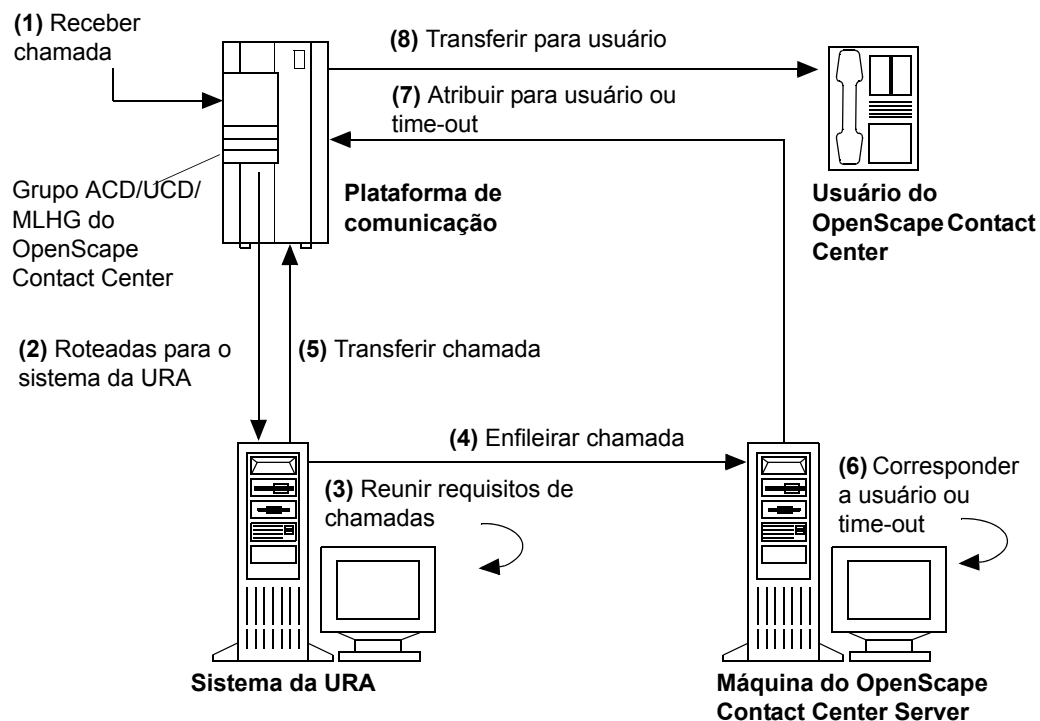 (1) Receber
chamada
(8) Transferir para usuário
(7) Atribuir para usuário ou
time-out
Grupo ACD/UCD/
MLHG do
OpenScape
Contact Center
Plataforma de
comunicação
Usuário do
OpenScape Contact
Center
(2) Roteadas para o
sistema da URA
(5) Transferir chamada
(4) Enfileirar chamada
(3) Reunir requisitos de
chamadas
(6) Corresponder
a usuário ou
time-out
Sistema da URA
Máquina do OpenScape
Contact Center Server